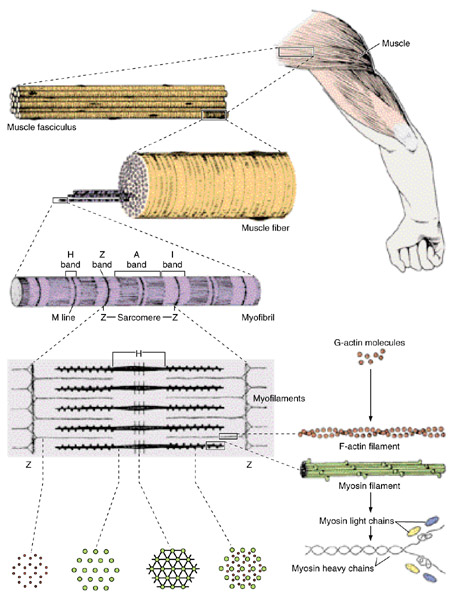 Muscle
Muscle fasciculus
Muscle fiber
H band
Z band
A band
I band
M line
Z
Sarcomere
Z
Myofibril
H
G-actin molecules
Myofilaments
F-actin filament
Z
Z
Myosin filament
Myosin light chains
Myosin heavy chains